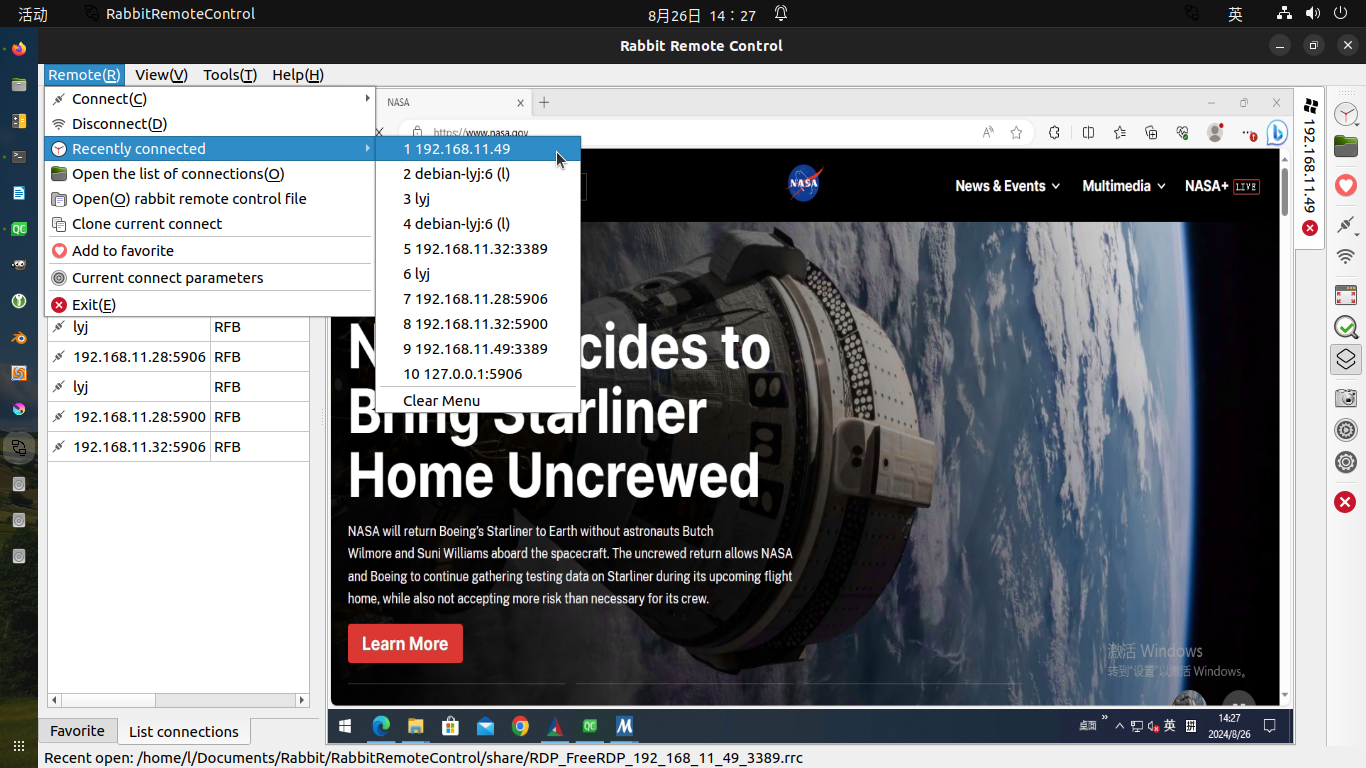 活动
RabbitRemoteControl
8月26日 14：27
英
Rabbit Remote Control
Remote(R) View(V) Tools(T) Help(H)
Connect(C)
Disconnect(D)
Recently connected
Open the list of connections(O)
Open(O) rabbit remote control file
Clone current connect
Add to favorite
Current connect parameters
Exit(E)
1 192.168.11.49
2 debian-lyj:6 (l)
3 lyj
4 debian-lyj:6 (l)
5 192.168.11.32:3389
6 lyj
7 192.168.11.28:5906
8 192.168.11.32:5900
9 192.168.11.49:3389
10 127.0.0.1:5906
Clear Menu
lyj RFB
192.168.11.28:5906 RFB
lyj RFB
192.168.11.28:5900 RFB
192.168.11.32:5906 RFB
Favorite
List connections
NASA
https://www.nasa.gov
NASA
News & Events
Multimedia
NASA+ LIVE
cides to
Bring Starliner
Home Uncrewed
NASA will return Boeing's Starliner to Earth without astronauts Butch
Wilmore and Suni Williams aboard the spacecraft. The uncrewed return allows NASA
and Boeing to continue gathering testing data on Starliner during its upcoming flight
home, while also not accepting more risk than necessary for its crew.
Learn More
激活 Windows
转到"设置"以激活 Windows。
QC
M
桌面
英
拼
14:27
2024/8/26
192.168.11.49
QC
Recent open: /home/l/Documents/Rabbit/RabbitRemoteControl/share/RDP_FreeRDP_192_168_11_49_3389.rrc